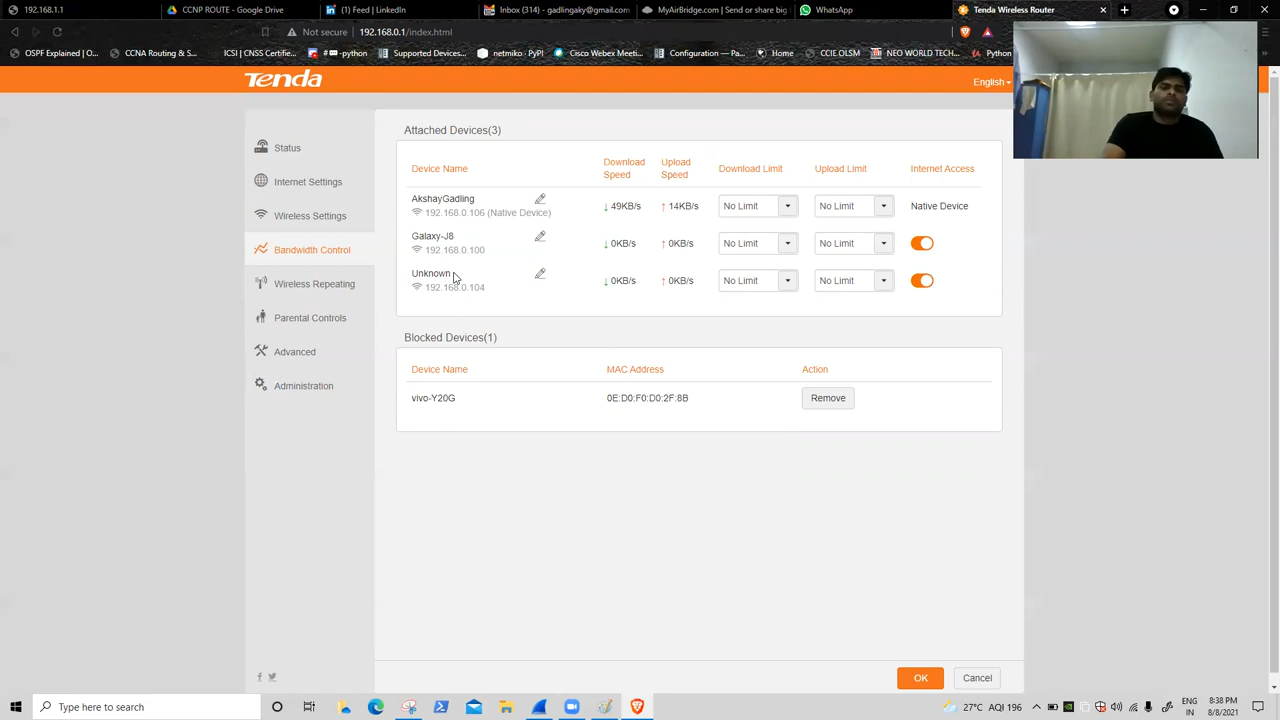 192.168.1.1
CCNP ROUTE - Google Drive
(1) Feed | LinkedIn
Inbox (314) - gadlingaky@gmail.com
MyAirBridge.com | Send or share big
WhatsApp
Tenda Wireless Router
Not secure 192.168.0.1/index.html
OSPF Explained | O...
CCNA Routing & S...
ICSI | CNSS Certifie...
#~-python
Supported Devices...
netmiko · PyPI
Cisco Webex Meeti...
Configuration — Pa...
Home
CCIE OLSM
NEO WORLD TECH...
Tenda
English
Status
Internet Settings
Wireless Settings
Bandwidth Control
Wireless Repeating
Parental Controls
Advanced
Administration
Attached Devices(3)
Device Name Download Speed Upload Speed Download Limit Upload Limit Internet Access
AkshayGadling
192.168.0.106 (Native Device)
↓ 49KB/s ↑ 14KB/s No Limit No Limit Native Device
Galaxy-J8
192.168.0.100
↓ 0KB/s ↑ 0KB/s No Limit No Limit
Unknown
192.168.0.104
↓ 0KB/s ↑ 0KB/s No Limit No Limit
Blocked Devices(1)
Device Name MAC Address Action
vivo-Y20G 0E:D0:F0:D0:2F:8B Remove
OK Cancel
Type here to search
27°C AQI 196
ENG
IN
8:38 PM
8/8/2021